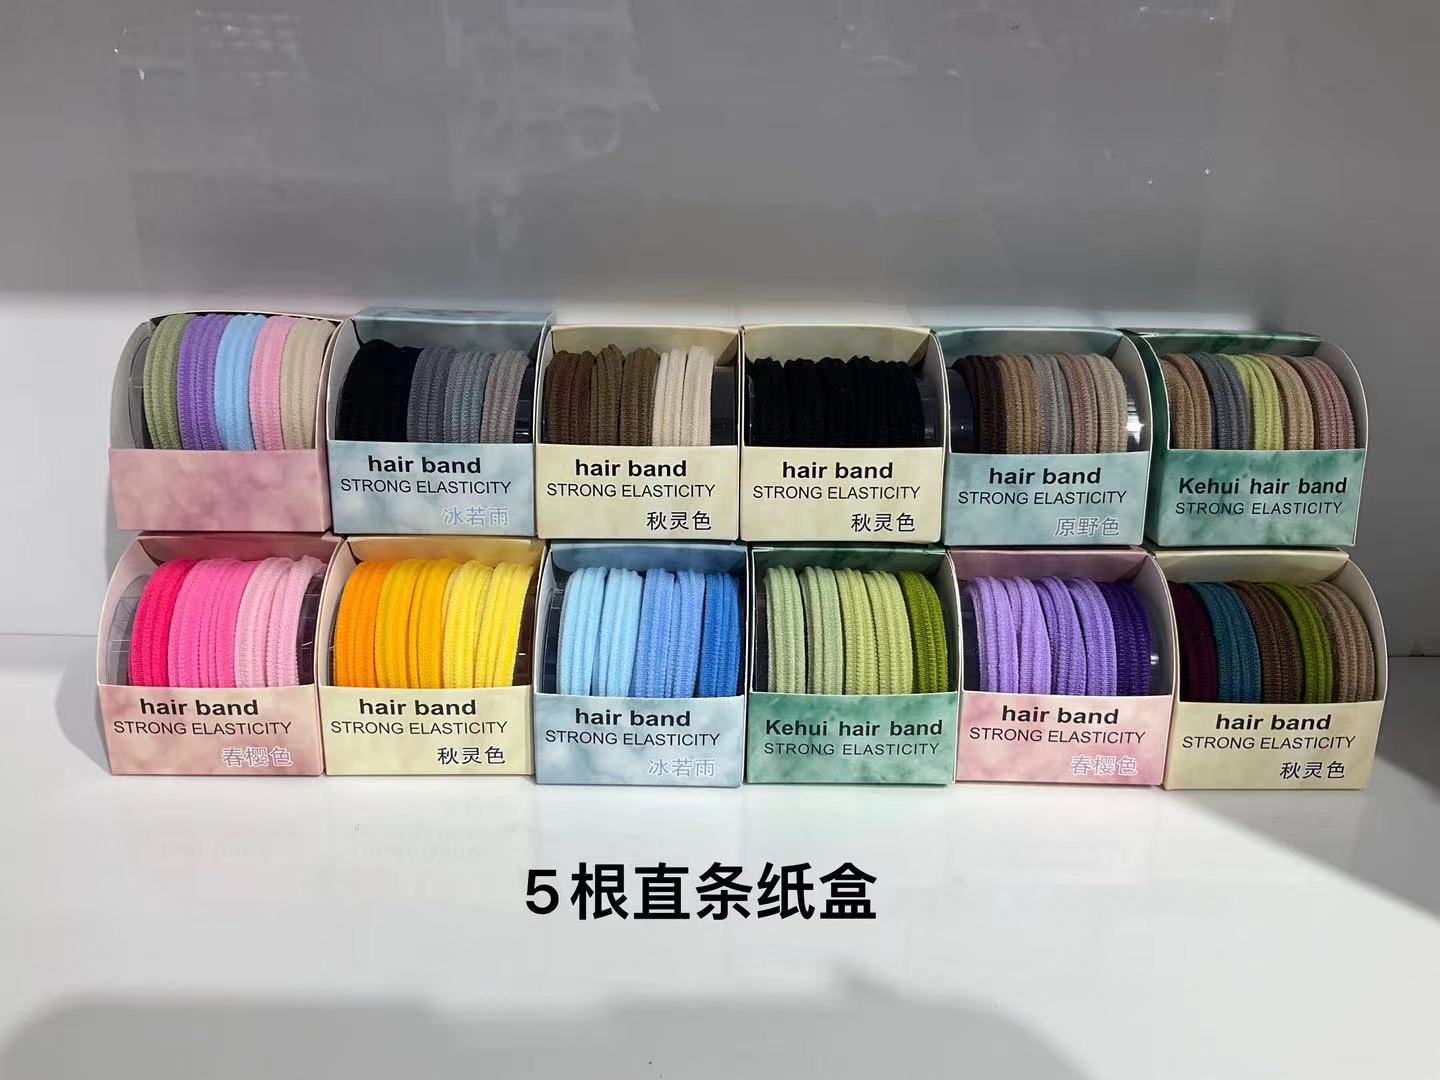 hair band
STRONG ELASTICITY
冰若雨
hair band
STRONG ELASTICITY
秋灵色
hair band
STRONG ELASTICITY
秋灵色
hair band
STRONG ELASTICITY
原野色
Kehui hair band
STRONG ELASTICITY
hair band
STRONG ELASTICITY
春樱色
hair band
STRONG ELASTICITY
秋灵色
hair band
STRONG ELASTICITY
冰若雨
Kehui hair band
STRONG ELASTICITY
hair band
STRONG ELASTICITY
春樱色
hair band
STRONG ELASTICITY
秋灵色
5根直条纸盒